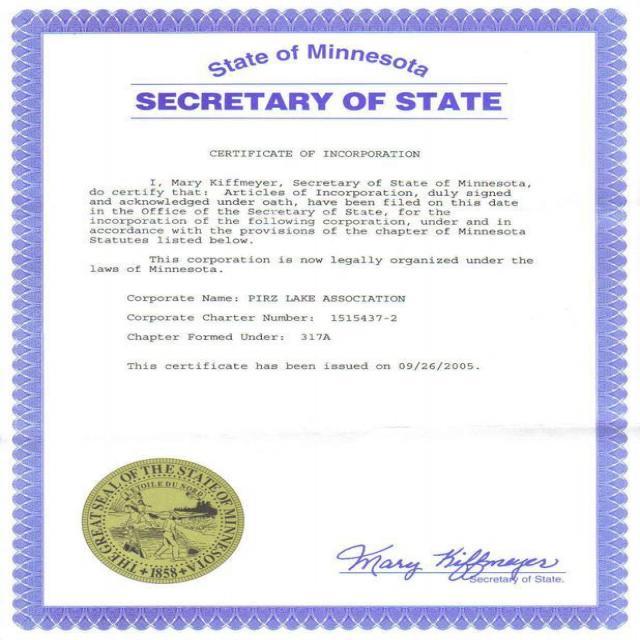 State of Minnesota
SECRETARY OF STATE
CERTIFICATE OF INCORPORATION
I, Mary Kiffmeyer, Secretary of State of Minnesota,
do certify that: Articles of Incorporation, duly signed
and acknowledged under oath, have been filed on this date
in the Office of the Secretary of State, for the
incorporation of the following corporation, under and in
accordance with the provisions of the chapter of Minnesota
Statutes listed below.
This corporation is now legally organized under the
laws of Minnesota.
Corporate Name: PIRZ LAKE ASSOCIATION
Corporate Charter Number: 1515437-2
Chapter Formed Under: 317A
This certificate has been issued on 09/26/2005.
THE GREAT SEAL OF THE STATE OF MINNESOTA
L'ETOILE DU NORD
1858
Mary Kiffmeyer
Secretary of State.